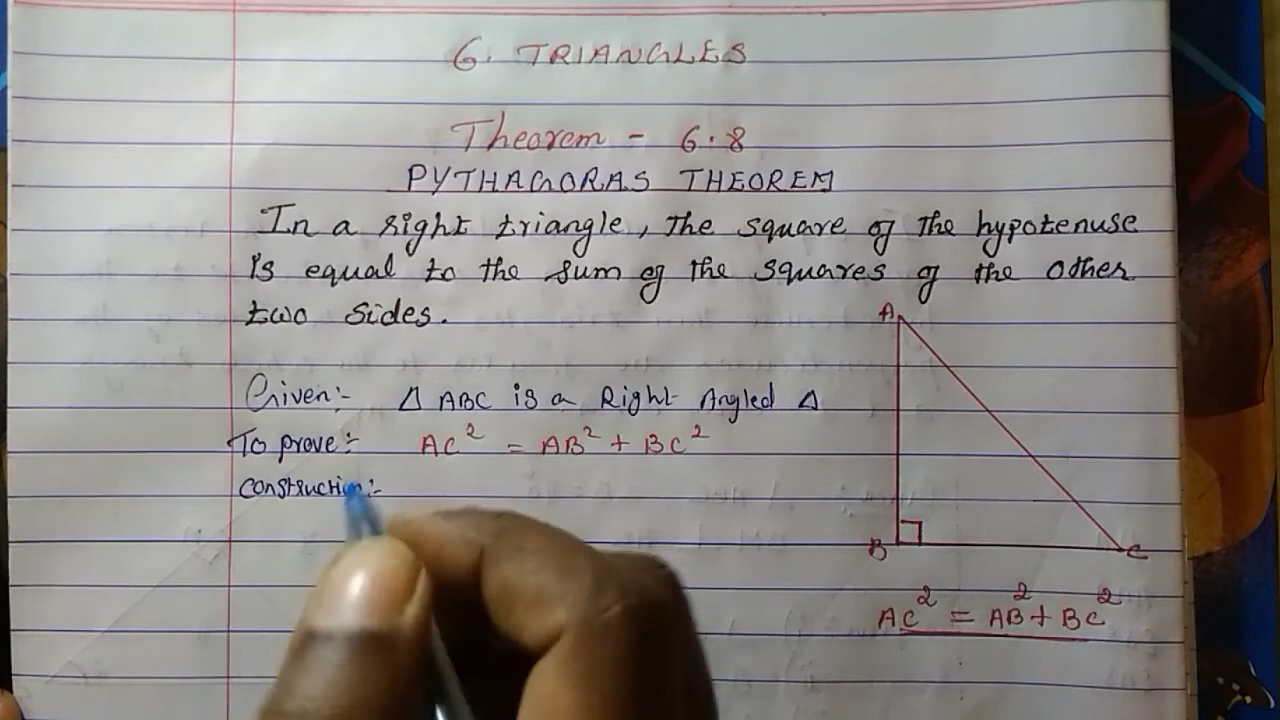 6. TRIANGLES
Theorem - 6.8
PYTHAGORAS THEOREM
In a right triangle, the square of the hypotenuse
is equal to the sum of the squares of the other
two sides.
A
Given:- Δ ABC is a Right Angled Δ
To prove:- AC² = AB² + BC²
Construction:-
B C
AC² = AB² + BC²